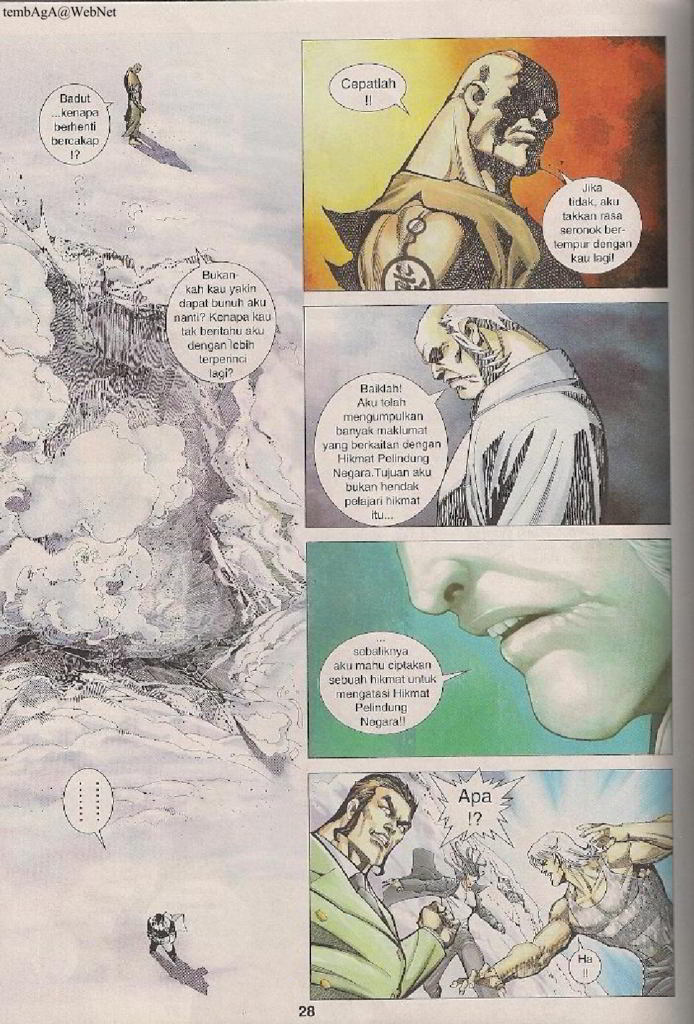 tembAgA@WebNet
Badut
...kenapa
berhenti
bercakap
!?
Bukan-
kah kau yakin
dapat bunuh aku
nanti? Kenapa kau
tak beritahu aku
dengan lebih
terperinci
lagi?
. . . . . .
Cepatlah
!!
Jika
tidak, aku
takkan rasa
seronok ber-
tempur dengan
kau lagi!
Baiklah!
Aku telah
mengumpulkan
banyak maklumat
yang berkaitan dengan
Hikmat Pelindung
Negara.Tujuan aku
bukan hendak
pelajari hikmat
itu...
...
sebaliknya
aku mahu ciptakan
sebuah hikmat untuk
mengatasi Hikmat
Pelindung
Negara!!
Apa
!?
Ha
!!
28